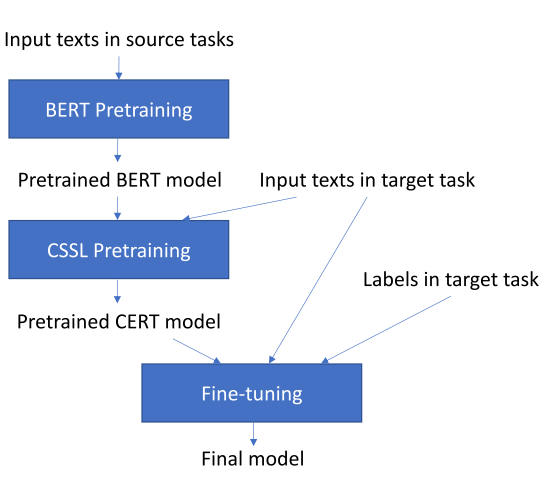 Input texts in source tasks
BERT Pretraining
Pretrained BERT model
Input texts in target task
CSSL Pretraining
Labels in target task
Pretrained CERT model
Fine-tuning
Final model